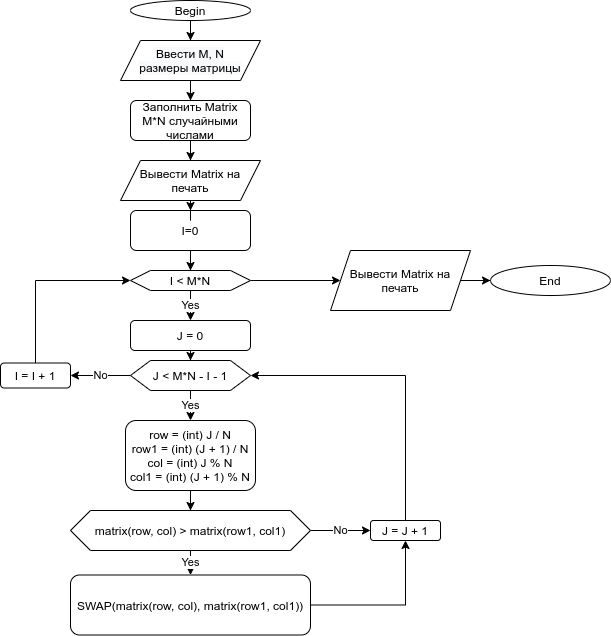 Begin
Ввести M, N
размеры матрицы
Заполнить Matrix
M*N случайными
числами
Вывести Matrix на
печать
I=0
I < M*N
Вывести Matrix на
печать
End
Yes
J = 0
I = I + 1
No
J < M*N - I - 1
Yes
row = (int) J / N
row1 = (int) (J + 1) / N
col = (int) J % N
col1 = (int) (J + 1) % N
matrix(row, col) > matrix(row1, col1)
No
J = J + 1
Yes
SWAP(matrix(row, col), matrix(row1, col1))